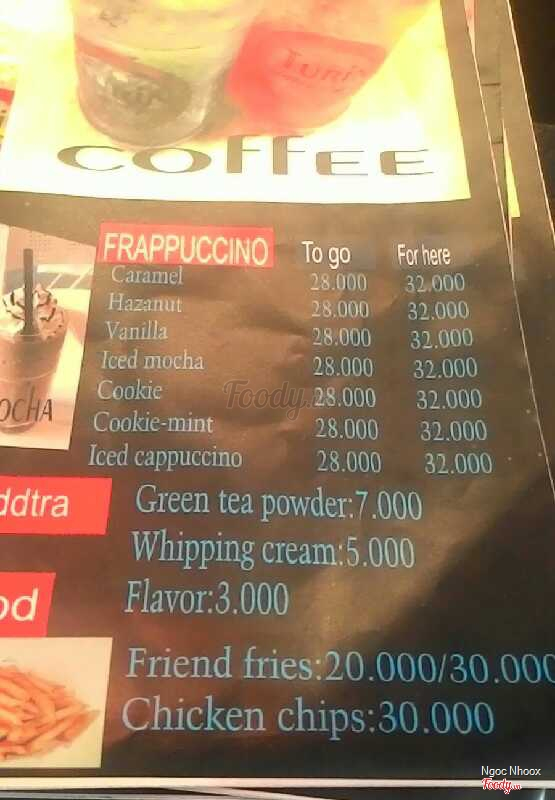 TURI
COFFEE
FRAPPUCCINO To go For here
Caramel 28.000 32.000
Hazanut 28.000 32.000
Vanilla 28.000 32.000
Iced mocha 28.000 32.000
Cookie 28.000 32.000
Cookie-mint 28.000 32.000
Iced cappuccino 28.000 32.000
OCHA
Foody
ddtra
Green tea powder:7.000
Whipping cream:5.000
Flavor:3.000
od
Friend fries:20.000/30.000
Chicken chips:30.000
Ngoc Nhoox
Foody.vn